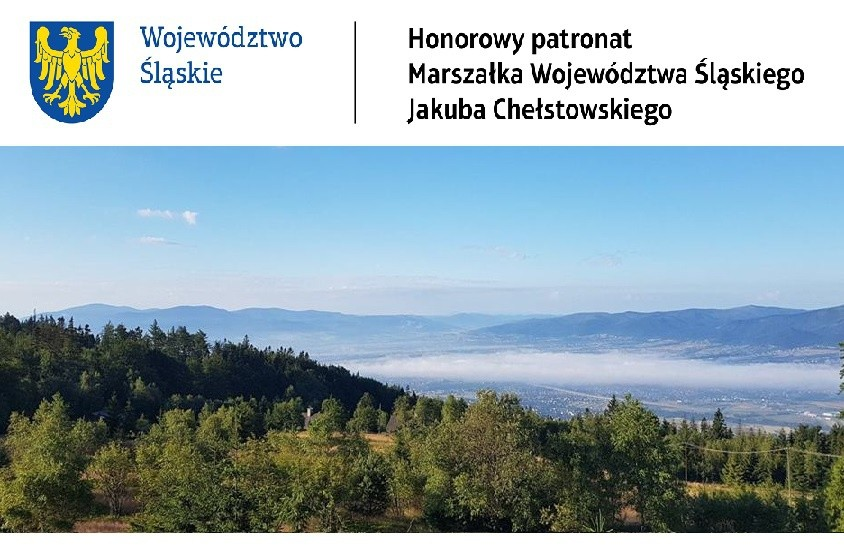 Województwo
Śląskie
Honorowy patronat
Marszałka Województwa Śląskiego
Jakuba Chełstowskiego